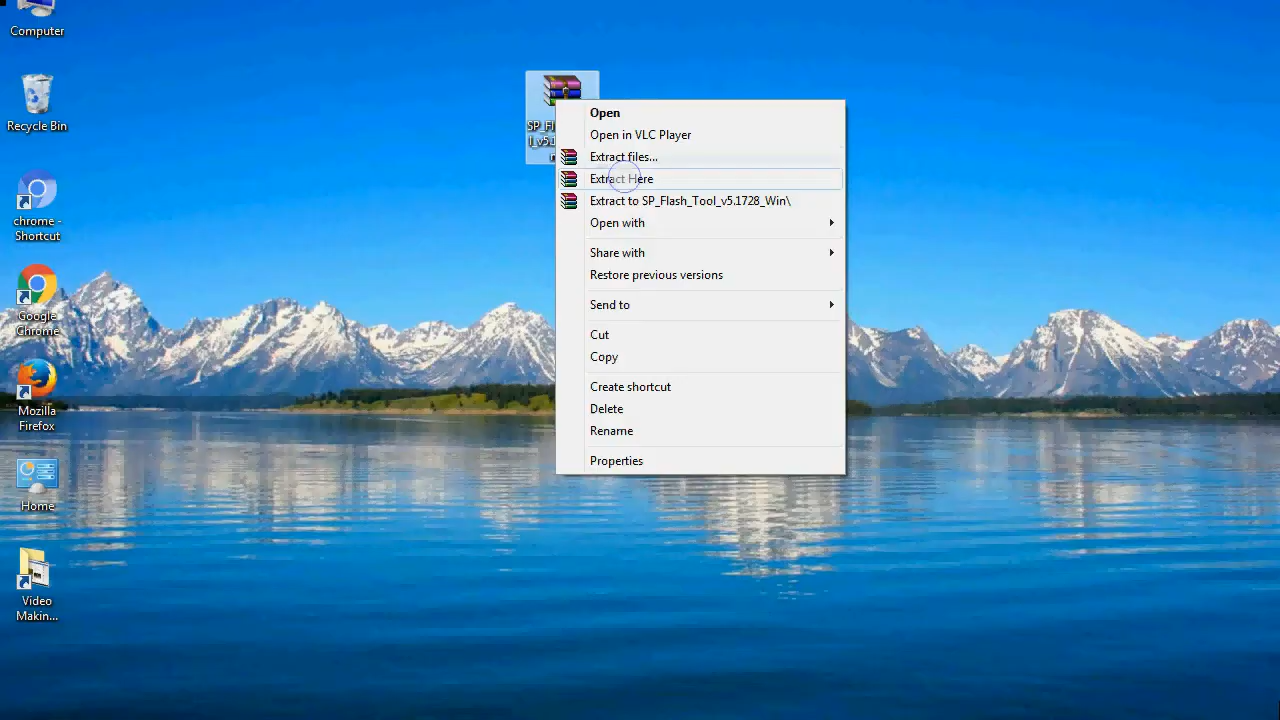 Computer
Recycle Bin
chrome -
Shortcut
Google
Chrome
Mozilla
Firefox
Home
Video
Makin...
Open
Open in VLC Player
Extract files...
Extract Here
Extract to SP_Flash_Tool_v5.1728_Win\
Open with
Share with
Restore previous versions
Send to
Cut
Copy
Create shortcut
Delete
Rename
Properties